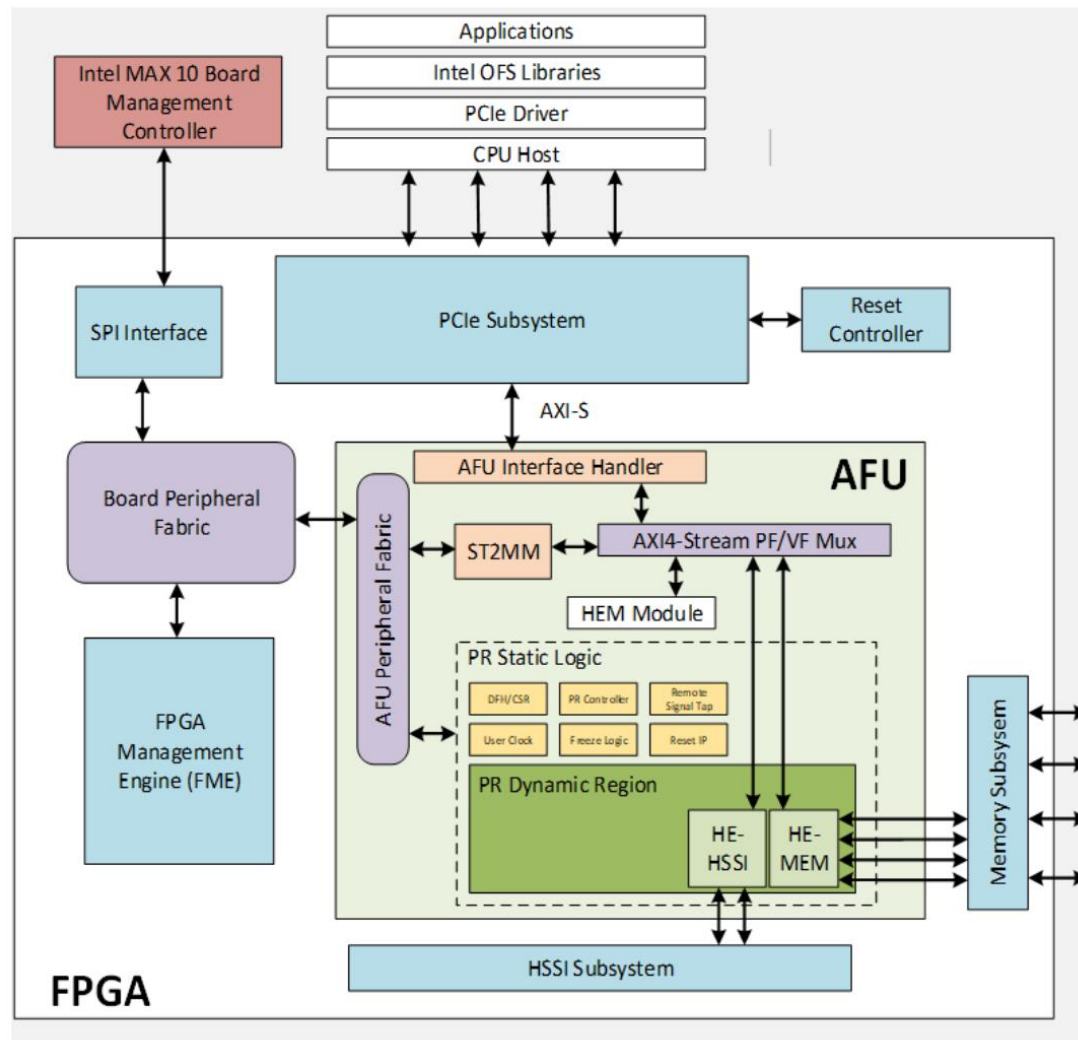 Applications
Intel OFS Libraries
PCIe Driver
CPU Host
Intel MAX 10 Board
Management
Controller
SPI Interface
PCIe Subsystem
Reset
Controller
AXI-S
Board Peripheral
Fabric
FPGA
Management
Engine (FME)
AFU Interface Handler
AFU
AFU Peripheral Fabric
ST2MM
AXI4-Stream PF/VF Mux
HEM Module
PR Static Logic
DFH/CSR
PR Controller
Remote
Signal Tap
User Clock
Freeze Logic
Reset IP
PR Dynamic Region
HE-
HSSI
HE-
MEM
Memory Subsysem
HSSI Subsystem
FPGA